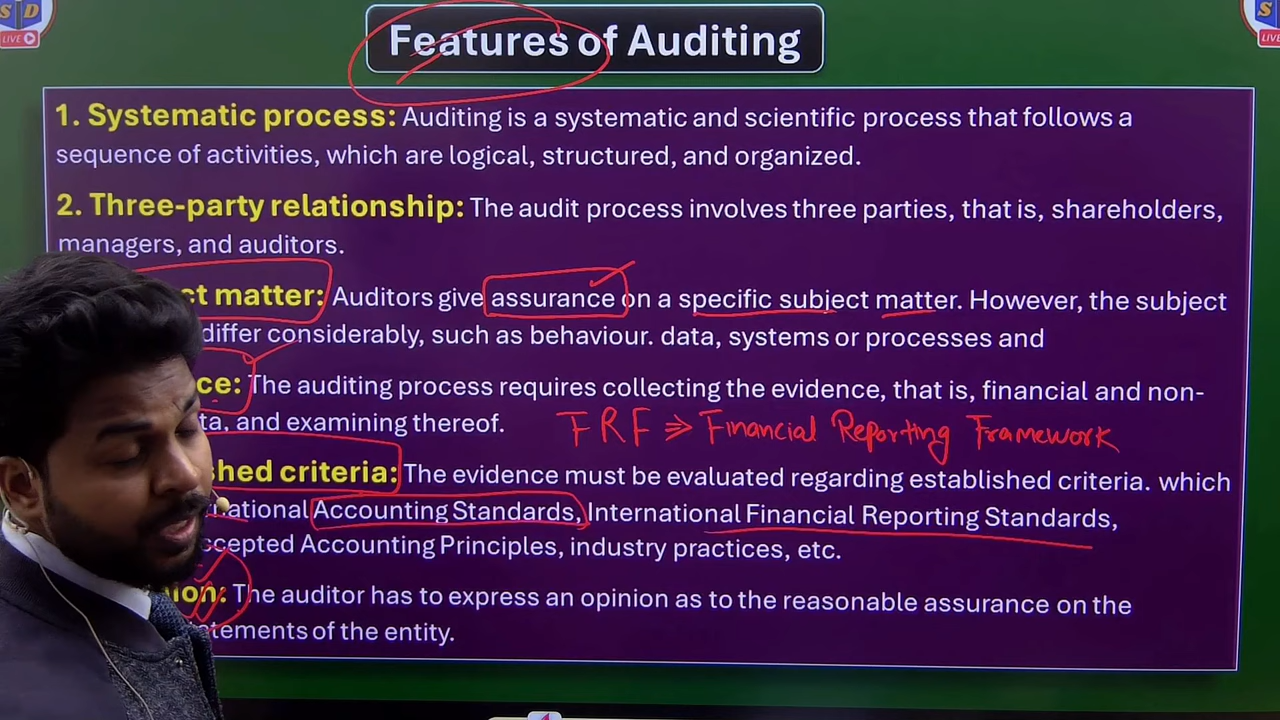 S D
LIVE
Features of Auditing
S
LIVE
1. Systematic process: Auditing is a systematic and scientific process that follows a
sequence of activities, which are logical, structured, and organized.
2. Three-party relationship: The audit process involves three parties, that is, shareholders,
managers, and auditors.
ct matter: Auditors give assurance on a specific subject matter. However, the subject
differ considerably, such as behaviour. data, systems or processes and
ce: The auditing process requires collecting the evidence, that is, financial and non-
ta, and examining thereof.
FRF ⇒ Financial Reporting Framework
shed criteria: The evidence must be evaluated regarding established criteria. which
national Accounting Standards, International Financial Reporting Standards,
ccepted Accounting Principles, industry practices, etc.
ion: The auditor has to express an opinion as to the reasonable assurance on the
atements of the entity.